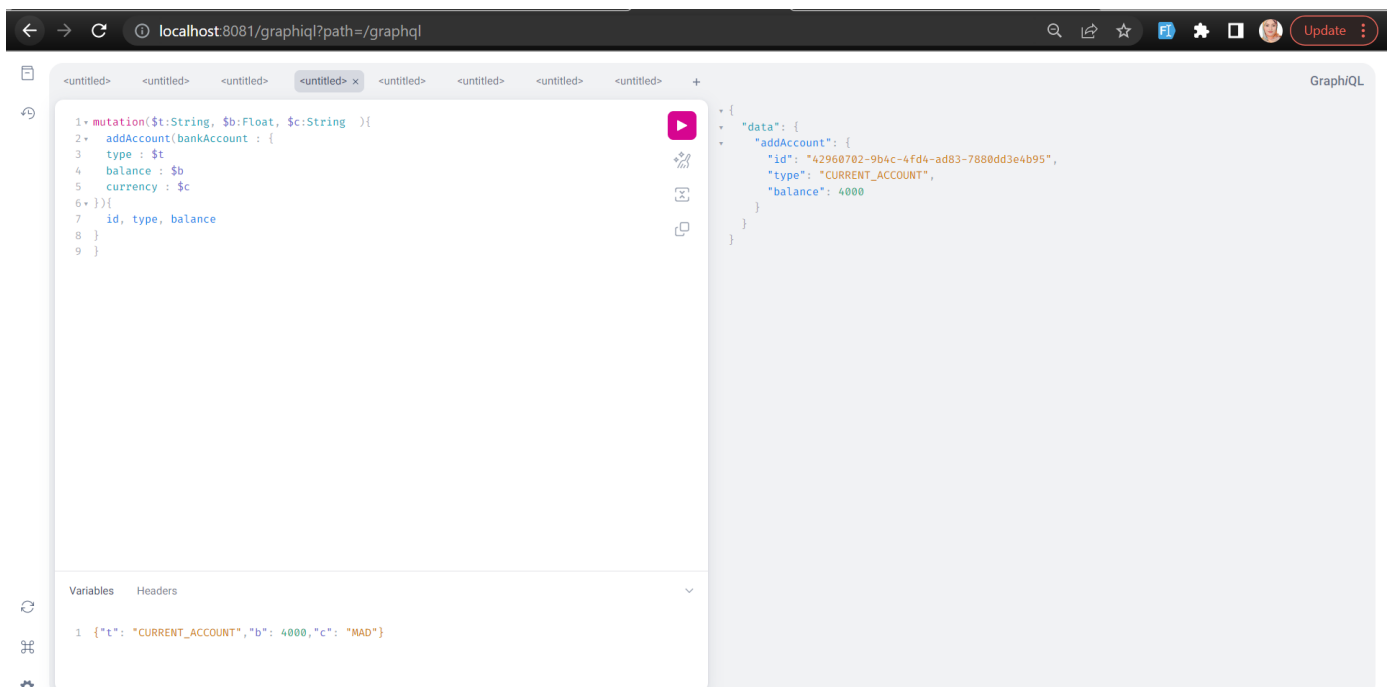 localhost:8081/graphiql?path=/graphql
Update
<untitled> <untitled> <untitled> <untitled> × <untitled> <untitled> <untitled> <untitled> +
GraphiQL
1 mutation($t:String, $b:Float, $c:String  ){
2 addAccount(bankAccount : {
3 type : $t
4 balance : $b
5 currency : $c
6 }){
7 id, type, balance
8 }
9 }
{
"data": {
"addAccount": {
"id": "42960702-9b4c-4fd4-ad83-7880dd3e4b95",
"type": "CURRENT_ACCOUNT",
"balance": 4000
}
}
}
Variables Headers
1 {"t": "CURRENT_ACCOUNT","b": 4000,"c": "MAD"}